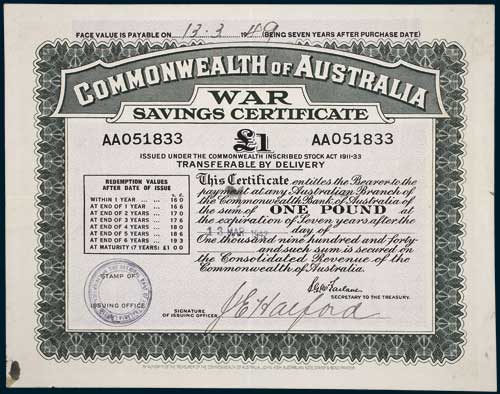 FACE VALUE IS PAYABLE ON 13.3.1949 (BEING SEVEN YEARS AFTER PURCHASE DATE)
COMMONWEALTH OF AUSTRALIA
WAR
SAVINGS CERTIFICATE
AA051833 £1 AA051833
ISSUED UNDER THE COMMONWEALTH INSCRIBED STOCK ACT 1911-33
TRANSFERABLE BY DELIVERY
REDEMPTION VALUES
AFTER DATE OF ISSUE
s. d.
WITHIN 1 YEAR ... ... 16 0
AT END OF 1 YEAR ... 16 6
AT END OF 2 YEARS ... 17 0
AT END OF 3 YEARS ... 17 6
AT END OF 4 YEARS ... 18 0
AT END OF 5 YEARS ... 18 6
AT END OF 6 YEARS ... 19 3
AT MATURITY (7 YEARS) £1 0 0
This Certificate entitles the Bearer to the
payment at any Australian Branch of
the Commonwealth Bank of Australia of
the sum of ONE POUND at
the expiration of Seven years after the
13 MAR 1942 day of
One thousand nine hundred and forty-
and such sum is secured on
the Consolidated Revenue of the
Commonwealth of Australia.
STAMP OF
ISSUING OFFICE
SECRETARY TO THE TREASURY.
SIGNATURE
OF ISSUING OFFICER